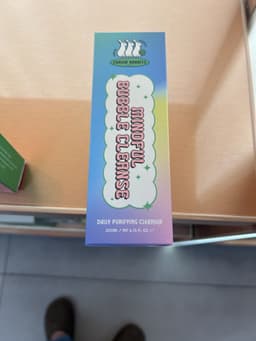 MINDFUL
BUBBLE CLEANSE
DAILY PURIFYING CLEANSER